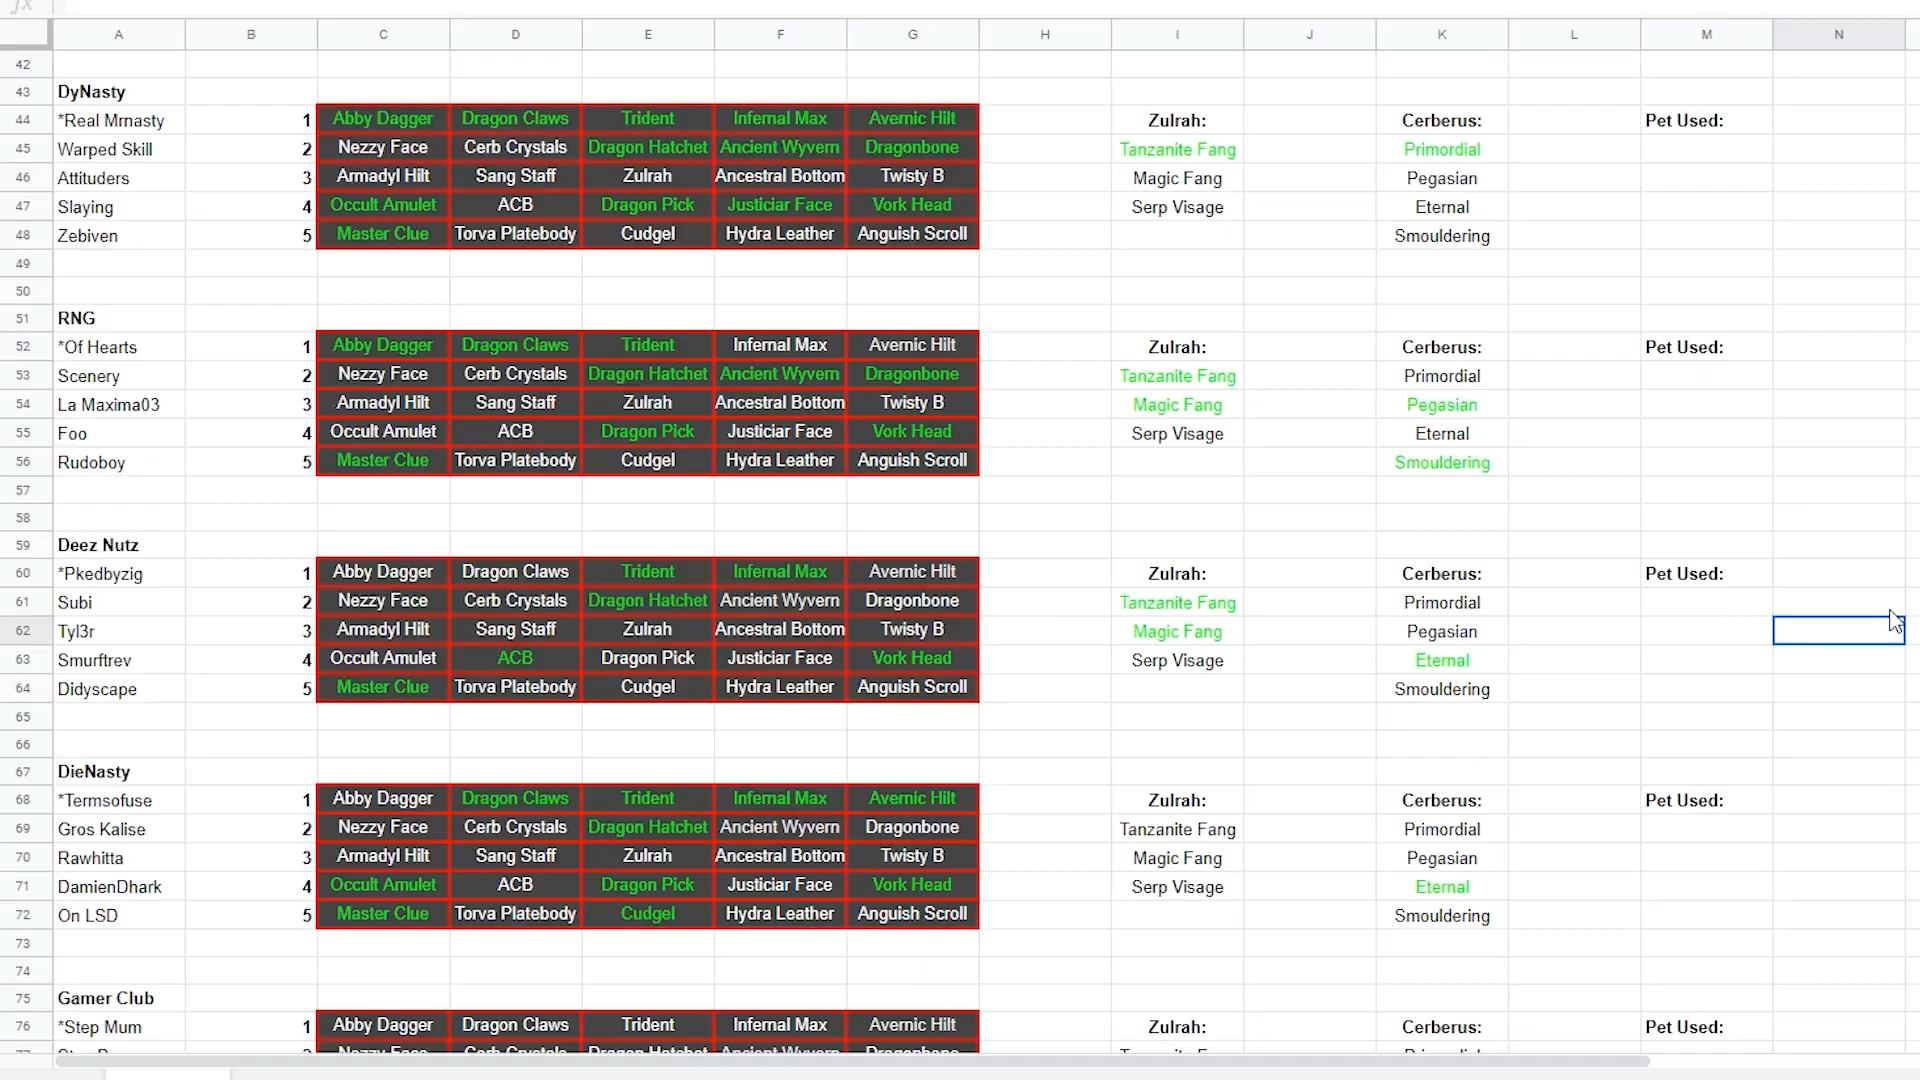 A B C D E F G H I J K L M N
42
43 DyNasty
44 *Real Mrnasty 1 Abby Dagger Dragon Claws Trident Infernal Max Avernic Hilt Zulrah: Cerberus: Pet Used:
45 Warped Skill 2 Nezzy Face Cerb Crystals Dragon Hatchet Ancient Wyvern Dragonbone Tanzanite Fang Primordial
46 Attituders 3 Armadyl Hilt Sang Staff Zulrah Ancestral Bottom Twisty B Magic Fang Pegasian
47 Slaying 4 Occult Amulet ACB Dragon Pick Justiciar Face Vork Head Serp Visage Eternal
48 Zebiven 5 Master Clue Torva Platebody Cudgel Hydra Leather Anguish Scroll Smouldering
49
50
51 RNG
52 *Of Hearts 1 Abby Dagger Dragon Claws Trident Infernal Max Avernic Hilt Zulrah: Cerberus: Pet Used:
53 Scenery 2 Nezzy Face Cerb Crystals Dragon Hatchet Ancient Wyvern Dragonbone Tanzanite Fang Primordial
54 La Maxima03 3 Armadyl Hilt Sang Staff Zulrah Ancestral Bottom Twisty B Magic Fang Pegasian
55 Foo 4 Occult Amulet ACB Dragon Pick Justiciar Face Vork Head Serp Visage Eternal
56 Rudoboy 5 Master Clue Torva Platebody Cudgel Hydra Leather Anguish Scroll Smouldering
57
58
59 Deez Nutz
60 *Pkedbyzig 1 Abby Dagger Dragon Claws Trident Infernal Max Avernic Hilt Zulrah: Cerberus: Pet Used:
61 Subi 2 Nezzy Face Cerb Crystals Dragon Hatchet Ancient Wyvern Dragonbone Tanzanite Fang Primordial
62 Tyl3r 3 Armadyl Hilt Sang Staff Zulrah Ancestral Bottom Twisty B Magic Fang Pegasian
63 Smurftrev 4 Occult Amulet ACB Dragon Pick Justiciar Face Vork Head Serp Visage Eternal
64 Didyscape 5 Master Clue Torva Platebody Cudgel Hydra Leather Anguish Scroll Smouldering
65
66
67 DieNasty
68 *Termsofuse 1 Abby Dagger Dragon Claws Trident Infernal Max Avernic Hilt Zulrah: Cerberus: Pet Used:
69 Gros Kalise 2 Nezzy Face Cerb Crystals Dragon Hatchet Ancient Wyvern Dragonbone Tanzanite Fang Primordial
70 Rawhitta 3 Armadyl Hilt Sang Staff Zulrah Ancestral Bottom Twisty B Magic Fang Pegasian
71 DamienDhark 4 Occult Amulet ACB Dragon Pick Justiciar Face Vork Head Serp Visage Eternal
72 On LSD 5 Master Clue Torva Platebody Cudgel Hydra Leather Anguish Scroll Smouldering
73
74
75 Gamer Club
76 *Step Mum 1 Abby Dagger Dragon Claws Trident Infernal Max Avernic Hilt Zulrah: Cerberus: Pet Used: